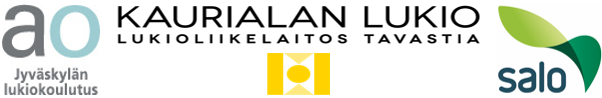 ao
Jyväskylän
lukiokoulutus
KAURIALAN LUKIO
LUKIOLIIKELAITOS TAVASTIA
salo